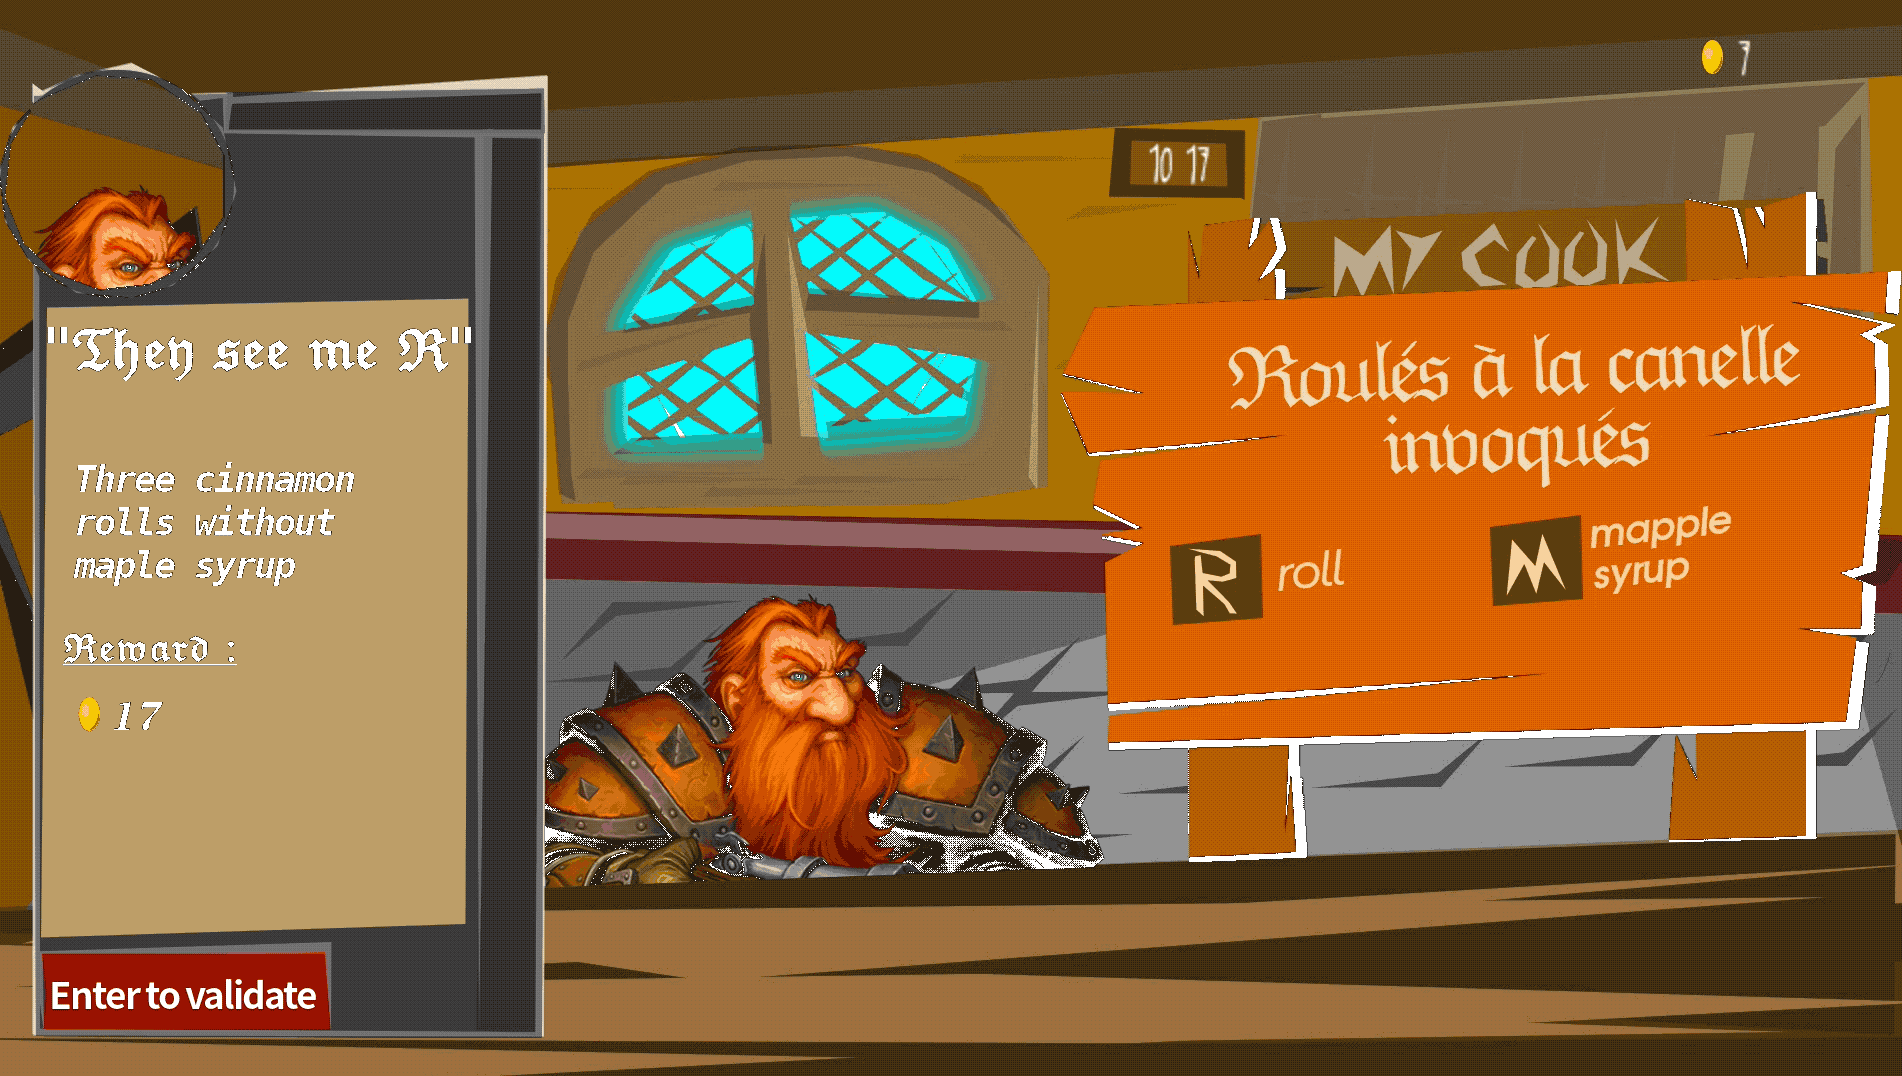 7
10 17
MY COOK
"They see me R"
Three cinnamon
rolls without
maple syrup
Reward :
17
Enter to validate
Roulés à la canelle
invoqués
R roll
M mapple
syrup